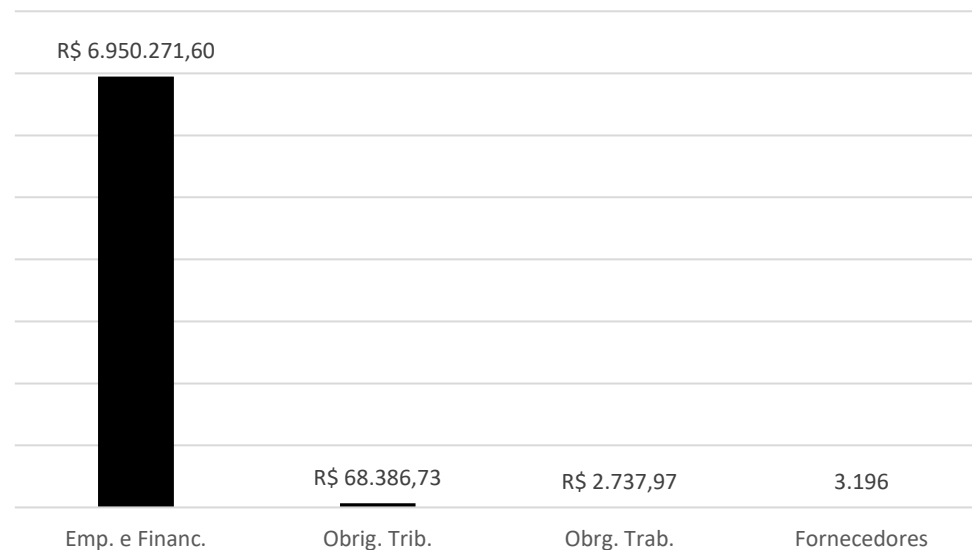 R$ 6.950.271,60
R$ 68.386,73
R$ 2.737,97
3.196
Emp. e Financ.
Obrig. Trib.
Obrg. Trab.
Fornecedores